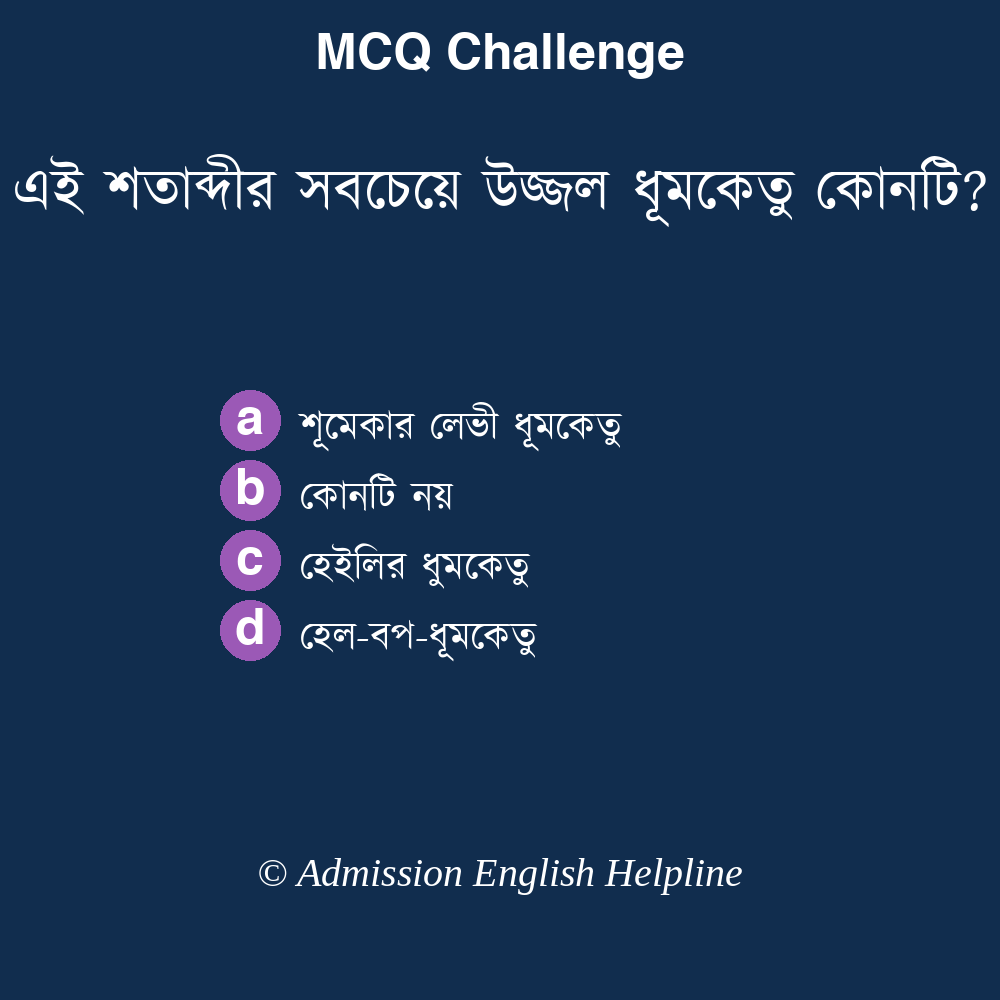 MCQ Challenge
এই শতাব্দীর সবচেয়ে উজ্জল ধূমকেতু কোনটি?
a শূমেকার লেভী ধূমকেতু
b কোনটি নয়
c হেইলির ধুমকেতু
d হেল-বপ-ধূমকেতু
© Admission English Helpline